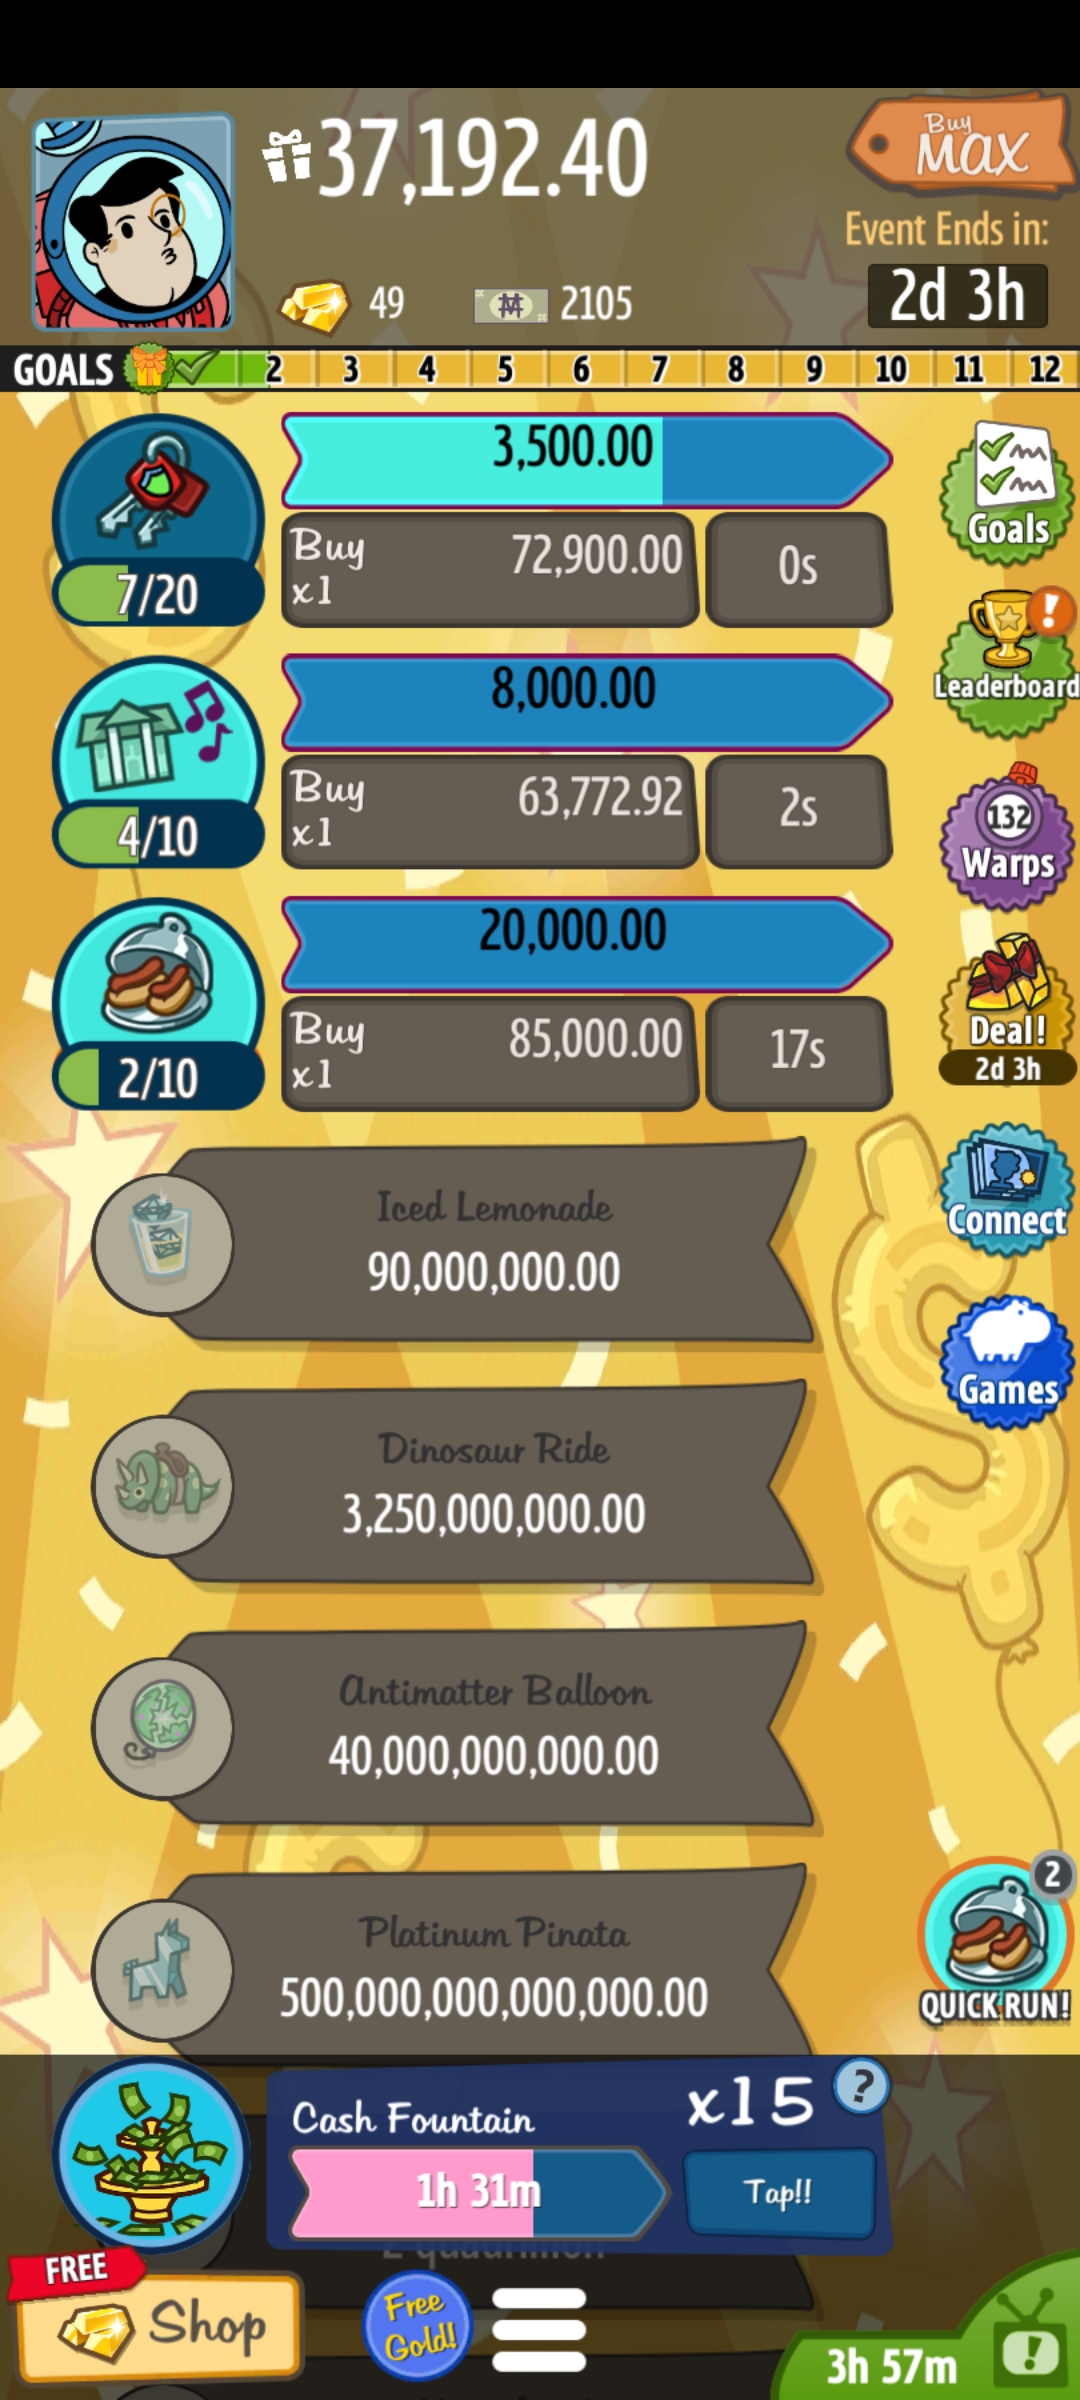 37,192.40
Buy
MAX
Event Ends in:
49
2105
2d 3h
GOALS 2 3 4 5 6 7 8 9 10 11 12
3,500.00
7/20
Buy
x1
72,900.00
0s
Goals
8,000.00
4/10
Buy
x1
63,772.92
2s
Leaderboard
20,000.00
2/10
Buy
x1
85,000.00
17s
132
Warps
Deal!
2d 3h
Iced Lemonade
90,000,000.00
Connect
Dinosaur Ride
3,250,000,000.00
Games
Antimatter Balloon
40,000,000,000.00
Platinum Pinata
500,000,000,000,000.00
2
QUICK RUN!
Cash Fountain
x15
?
1h 31m
Tap!!
2 quadrillion
FREE
Shop
Free
Gold!
3h 57m